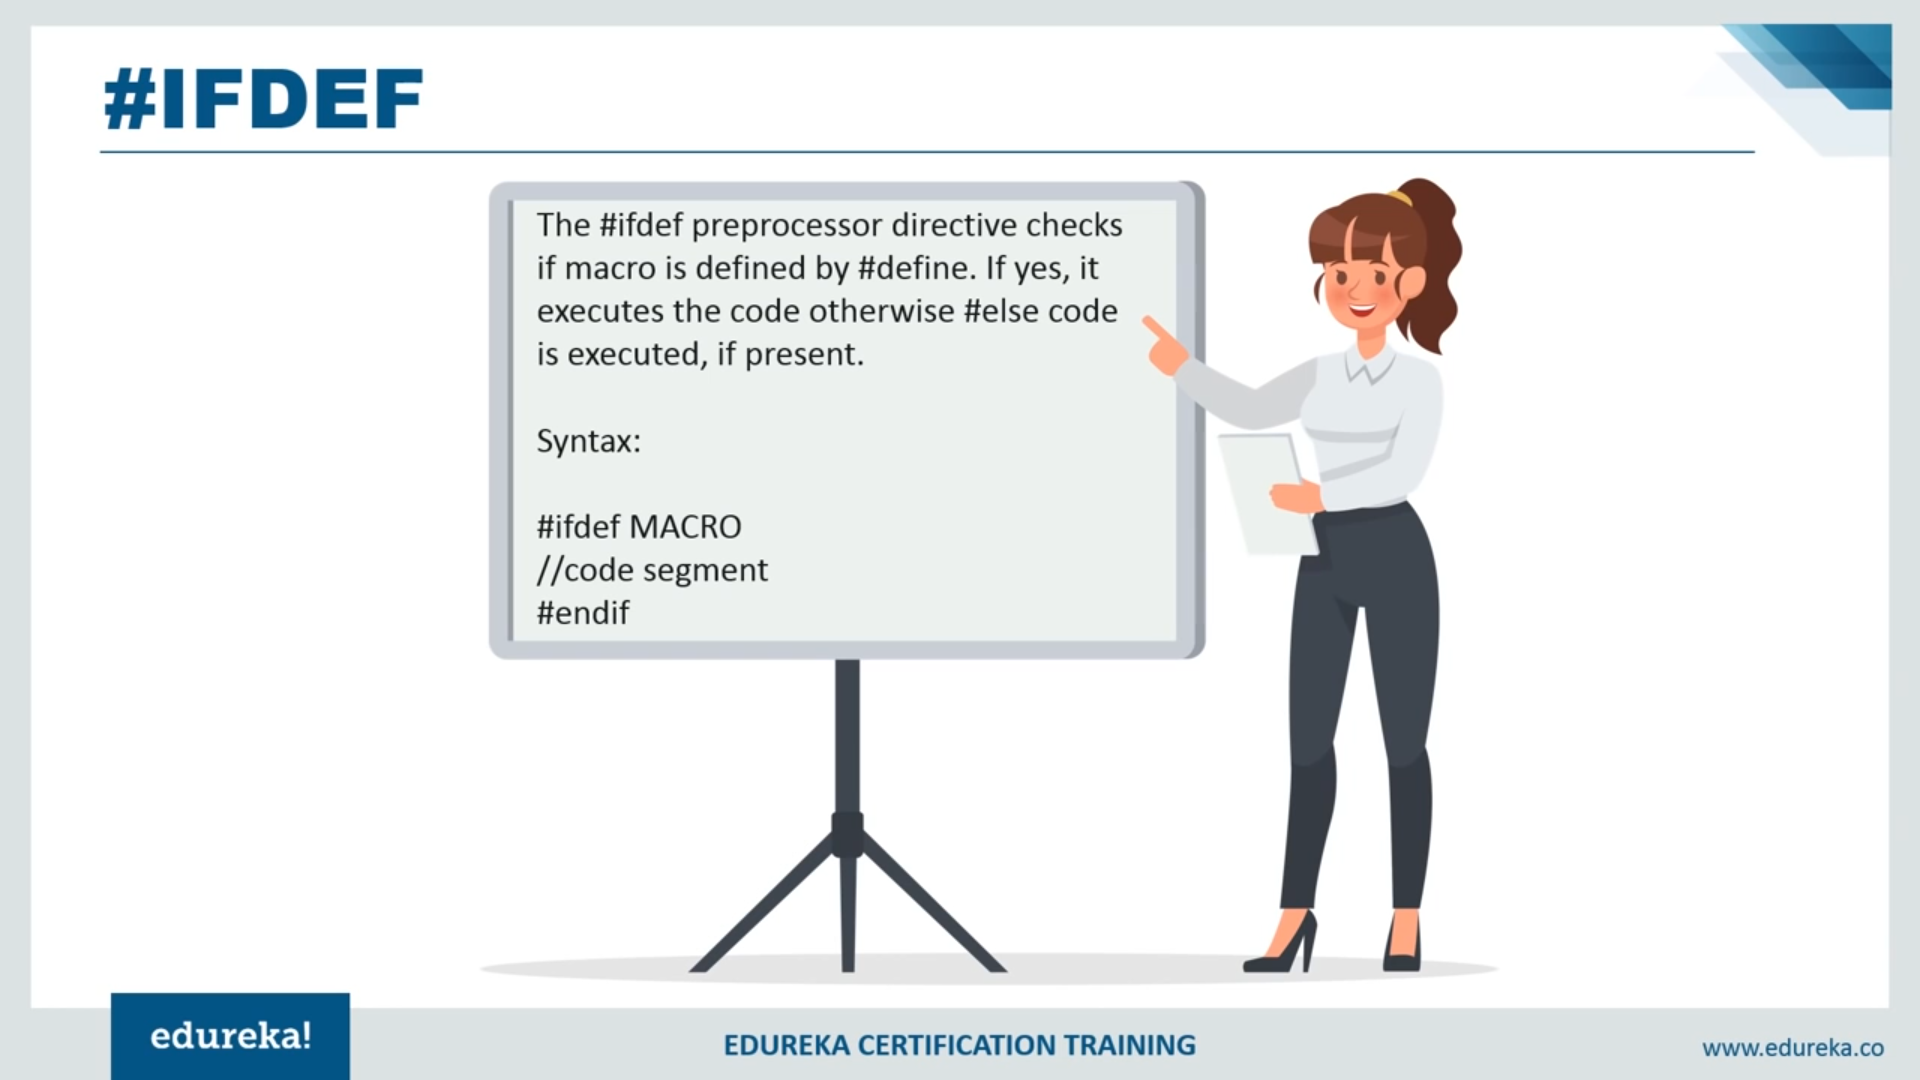 #IFDEF
The #ifdef preprocessor directive checks
if macro is defined by #define. If yes, it
executes the code otherwise #else code
is executed, if present.
Syntax:
#ifdef MACRO
//code segment
#endif
edureka!
EDUREKA CERTIFICATION TRAINING
www.edureka.co